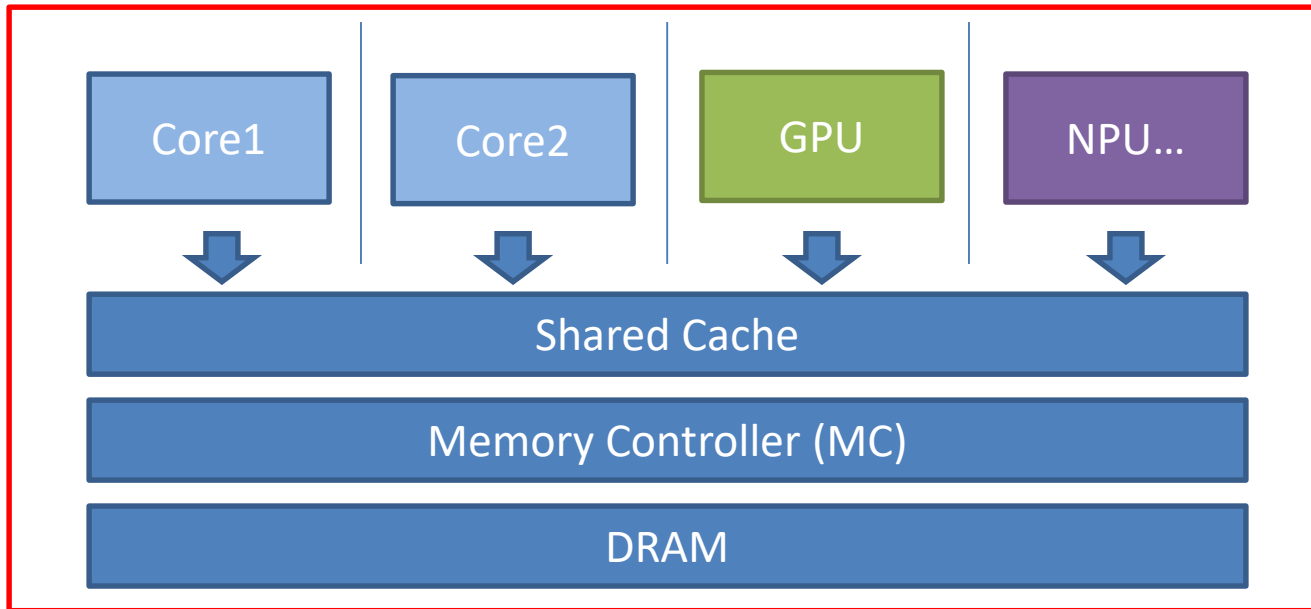 Core1
Core2
GPU
NPU…
Shared Cache
Memory Controller (MC)
DRAM